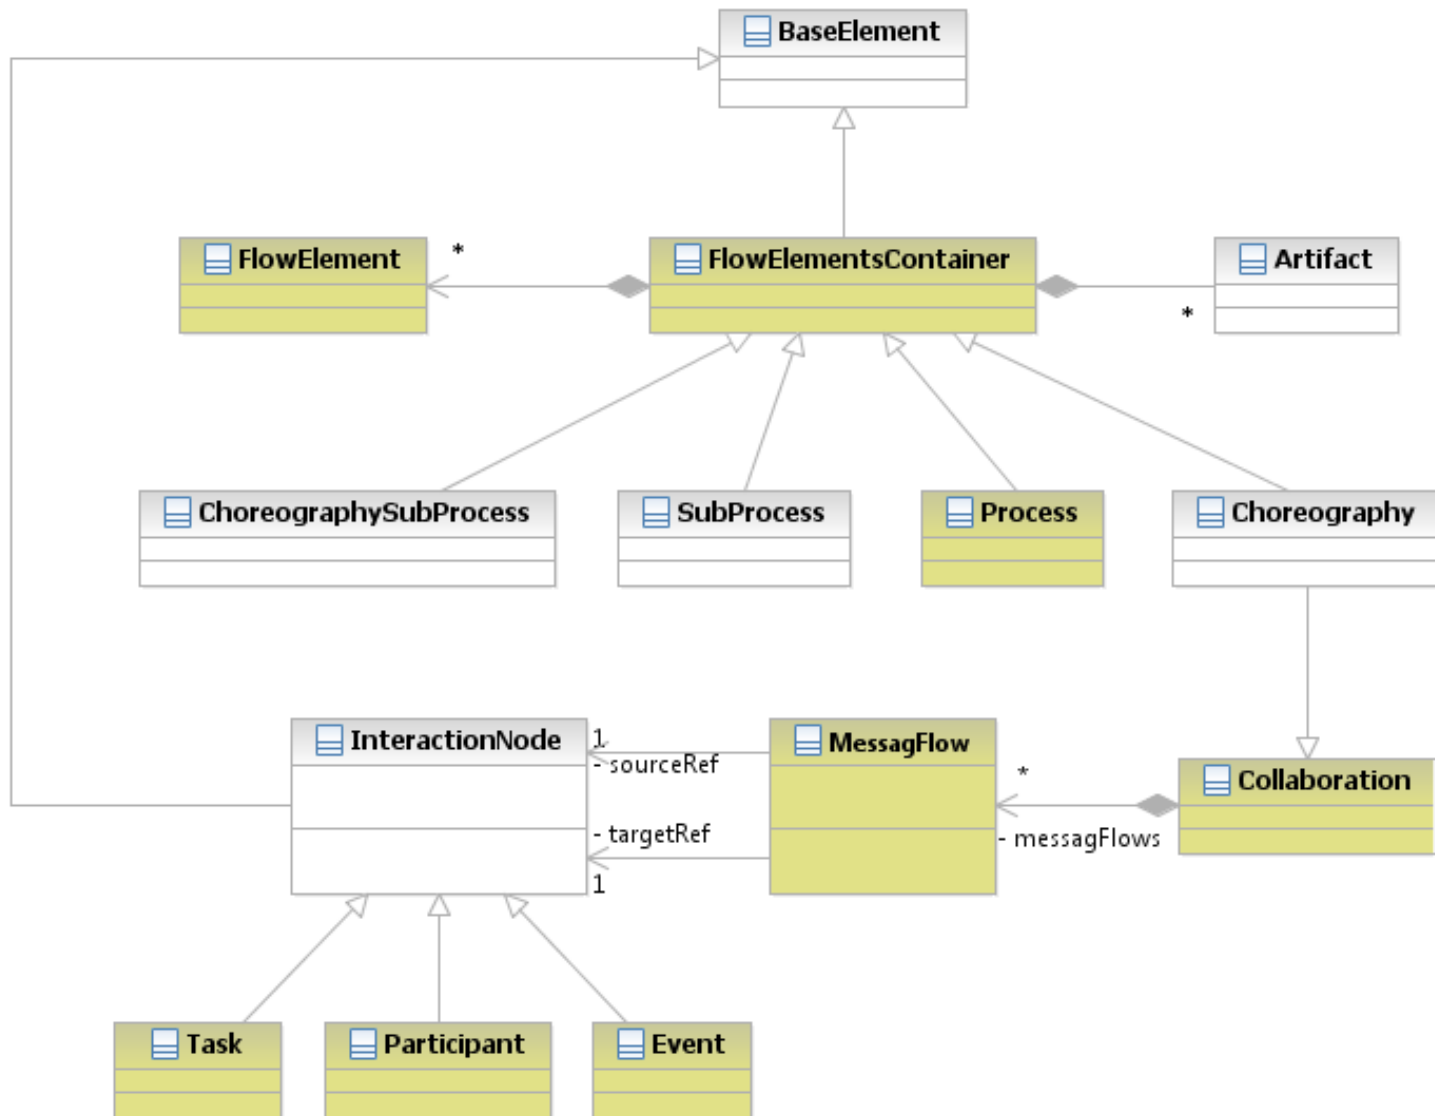 BaseElement
FlowElement
*
FlowElementsContainer
*
Artifact
ChoreographySubProcess
SubProcess
Process
Choreography
InteractionNode
1
- sourceRef
- targetRef
1
MessagFlow
*
- messagFlows
Collaboration
Task
Participant
Event